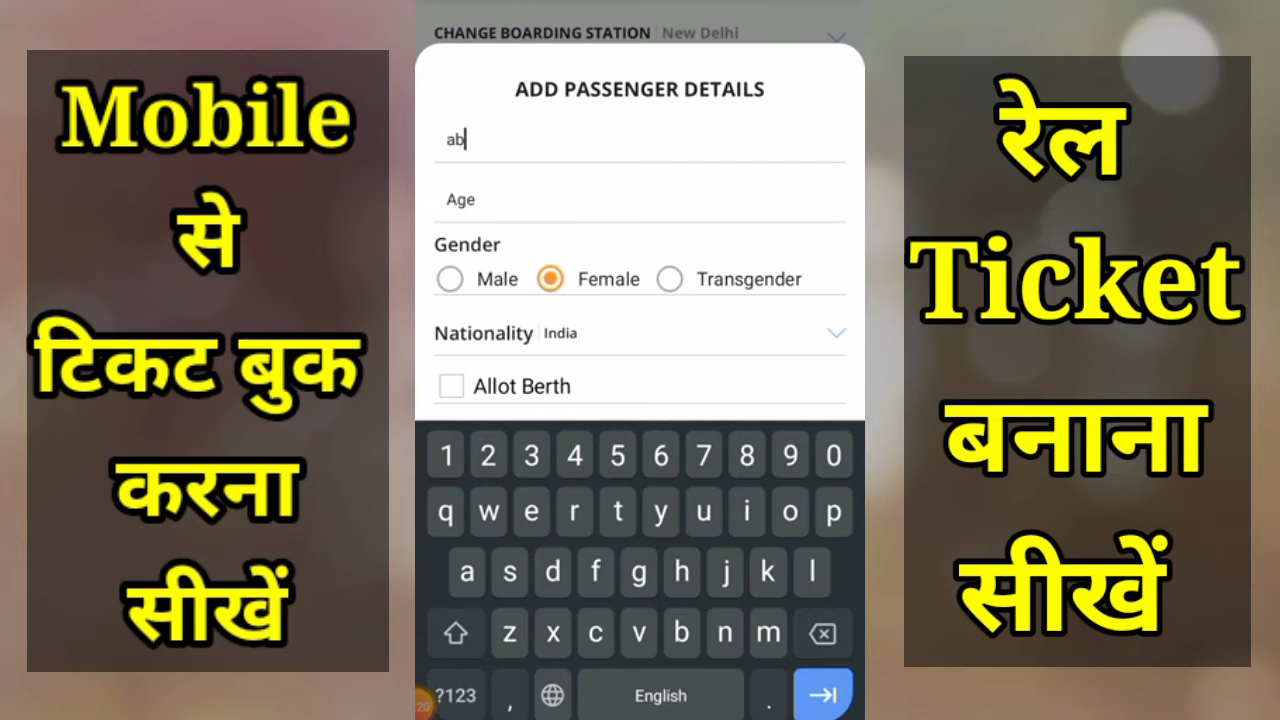 Mobile
से
टिकट बुक
करना
सीखें
CHANGE BOARDING STATION New Delhi
ADD PASSENGER DETAILS
ab
Age
Gender
Male Female Transgender
Nationality India
Allot Berth
1 2 3 4 5 6 7 8 9 0
q w e r t y u i o p
a s d f g h j k l
z x c v b n m
?123 , English .
20
रेल
Ticket
बनाना
सीखें